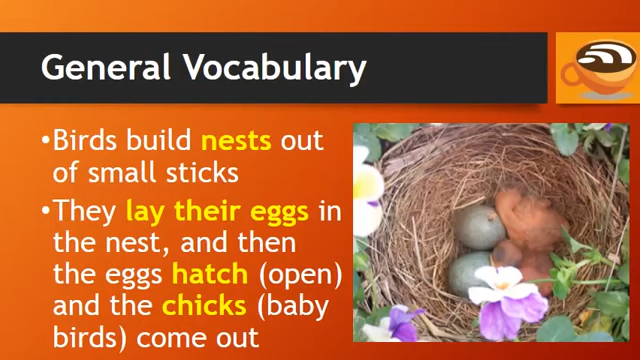 General Vocabulary
•Birds build nests out
of small sticks
•They lay their eggs in
the nest, and then
the eggs hatch (open)
and the chicks (baby
birds) come out